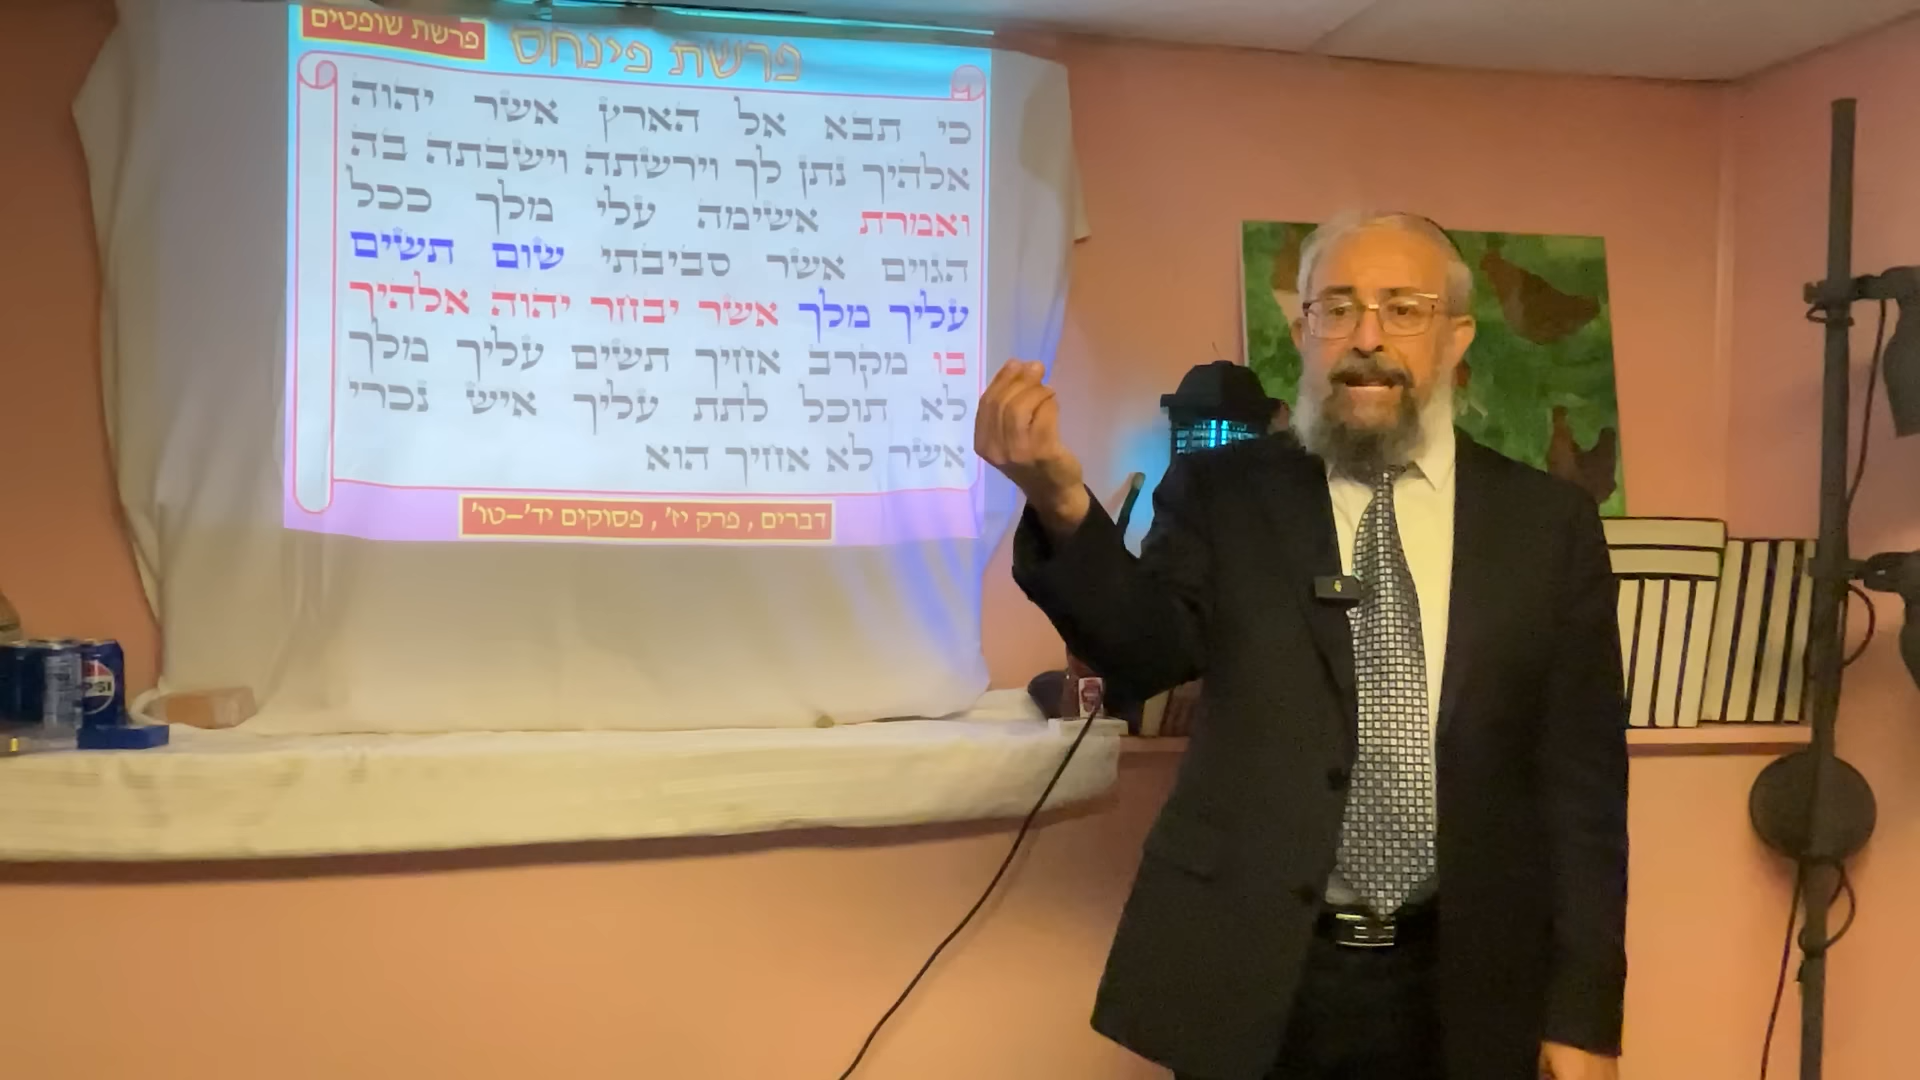 פרשת שופטים
פרשת פינחס
כי תבא אל הארץ אשר יהוה
אלהיך נתן לך וירשתה וישבתה בה
ואמרת אשימה עלי מלך ככל
הגוים אשר סביבתי שום תשים
עליך מלך אשר יבחר יהוה אלהיך
בו מקרב אחיך תשים עליך מלך
לא תוכל לתת עליך איש נכרי
אשר לא אחיך הוא
דברים , פרק יז' , פסוקים יד'–טו'